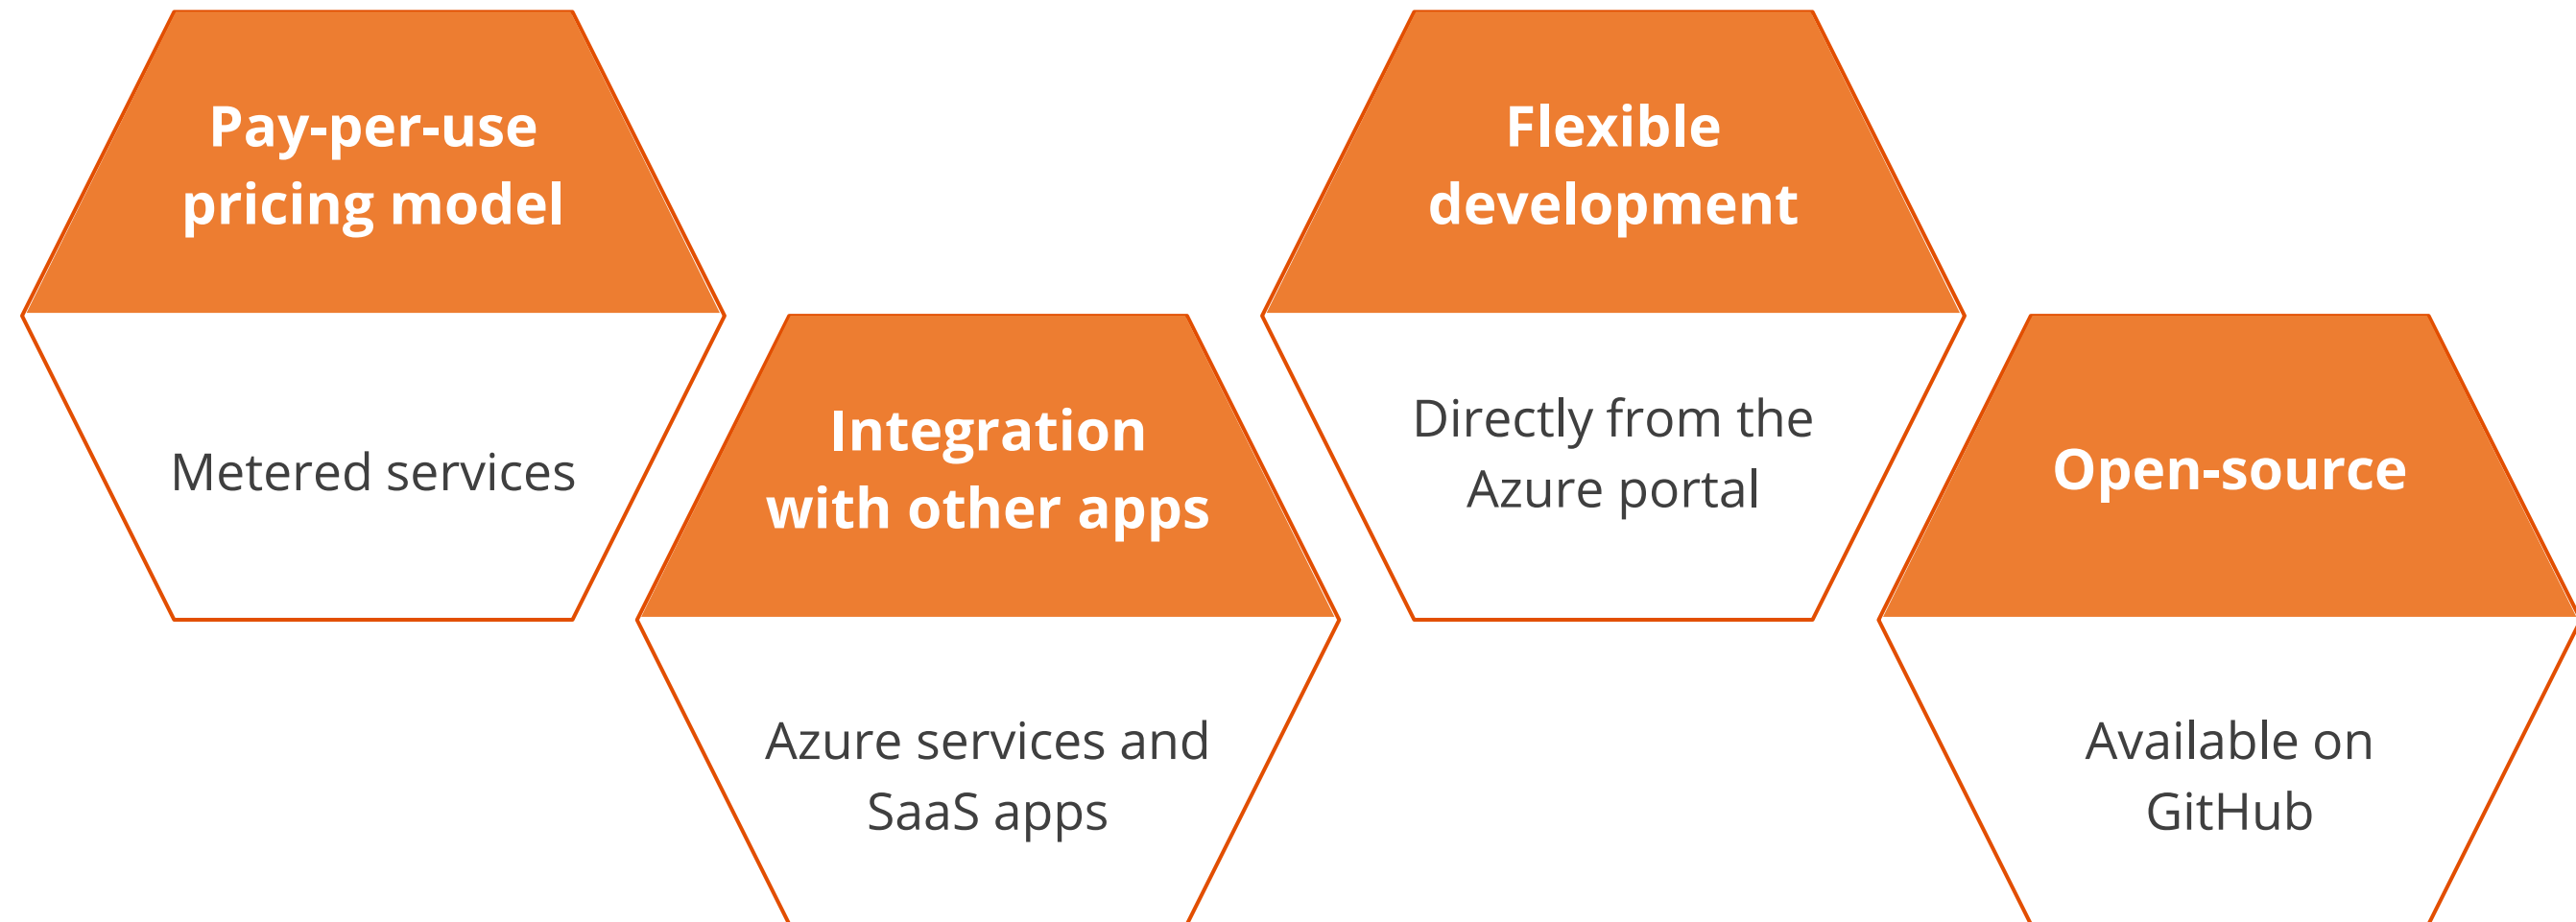 Pay-per-use
pricing model
Metered services
Integration
with other apps
Azure services and
SaaS apps
Flexible
development
Directly from the
Azure portal
Open-source
Available on
GitHub